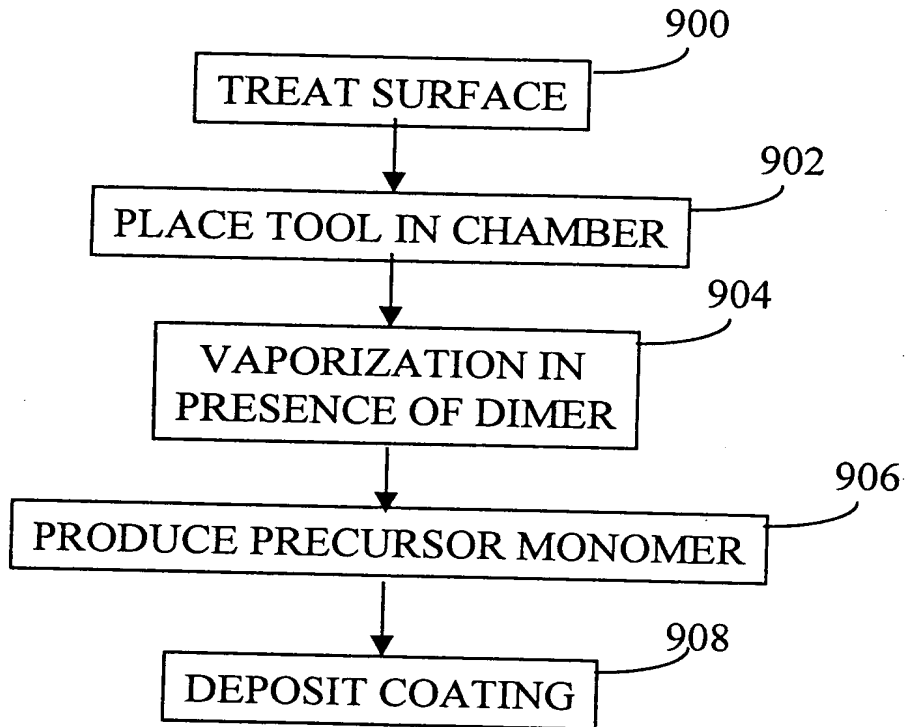 900
TREAT SURFACE
902
PLACE TOOL IN CHAMBER
904
VAPORIZATION IN
PRESENCE OF DIMER
906
PRODUCE PRECURSOR MONOMER
908
DEPOSIT COATING